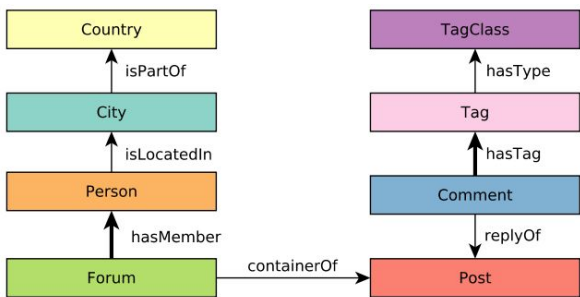 Country
TagClass
isPartOf
hasType
City
Tag
isLocatedIn
hasTag
Person
Comment
hasMember
replyOf
Forum
containerOf
Post